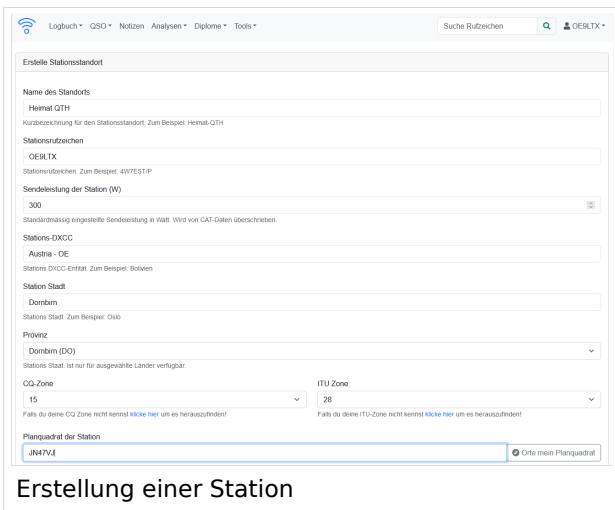 Logbuch QSO Notizen Analysen Diplome Tools Suche Rufzeichen OE9LTX
Erstelle Stationsstandort
Name des Standorts
Heimat QTH
Kurzbezeichnung für den Stationsstandort. Zum Beispiel: Heimat-QTH
Stationsrufzeichen
OE9LTX
Stationsrufzeichen. Zum Beispiel: 4W7EST/P
Sendeleistung der Station (W)
300
Standardmässig eingestellte Sendeleistung in Watt. Wird von CAT-Daten überschrieben.
Stations-DXCC
Austria - OE
Stations DXCC-Entität. Zum Beispiel: Bolivien
Station Stadt
Dornbirn
Stations Stadt. Zum Beispiel: Oslo
Provinz
Dornbirn (DO)
Stations Staat. Ist nur für ausgewählte Länder verfügbar.
CQ-Zone ITU Zone
15 28
Falls du deine CQ Zone nicht kennst klicke hier um es herauszufinden! Falls du deine ITU-Zone nicht kennst klicke hier um es herauszufinden!
Planquadrat der Station
JN47VJ Orte mein Planquadrat
Erstellung einer Station